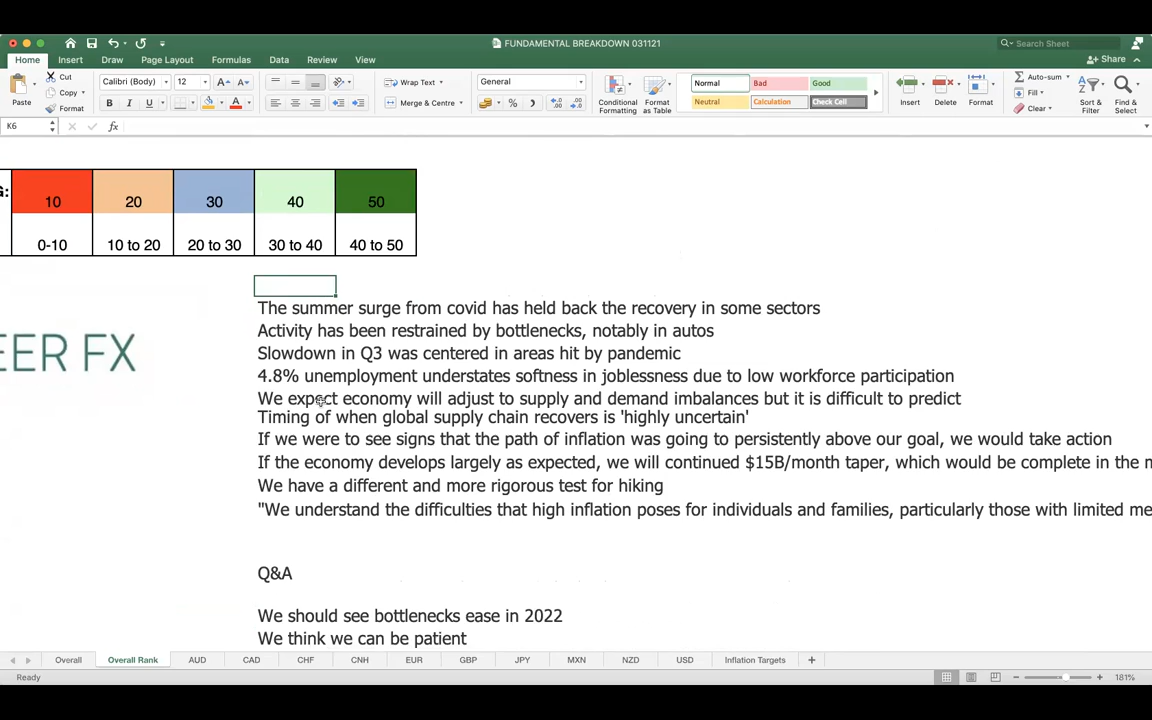 FUNDAMENTAL BREAKDOWN 031121
Search Sheet
Home Insert Draw Page Layout Formulas Data Review View
Share
Paste
Cut
Copy
Format
Calibri (Body)
12
B I U
Wrap Text
Merge & Centre
General
Conditional Formatting
Format as Table
Normal Bad Good
Neutral Calculation Check Cell
Insert Delete Format
Auto-sum
Fill
Clear
Sort & Filter
Find & Select
K6
fx
G: 10 20 30 40 50
0-10 10 to 20 20 to 30 30 to 40 40 to 50
The summer surge from covid has held back the recovery in some sectors
Activity has been restrained by bottlenecks, notably in autos
Slowdown in Q3 was centered in areas hit by pandemic
EER FX
4.8% unemployment understates softness in joblessness due to low workforce participation
We expect economy will adjust to supply and demand imbalances but it is difficult to predict
Timing of when global supply chain recovers is 'highly uncertain'
If we were to see signs that the path of inflation was going to persistently above our goal, we would take action
If the economy develops largely as expected, we will continued $15B/month taper, which would be complete in the m
We have a different and more rigorous test for hiking
"We understand the difficulties that high inflation poses for individuals and families, particularly those with limited me
Q&A
We should see bottlenecks ease in 2022
We think we can be patient
Overall Overall Rank AUD CAD CHF CNH EUR GBP JPY MXN NZD USD Inflation Targets
Ready
181%